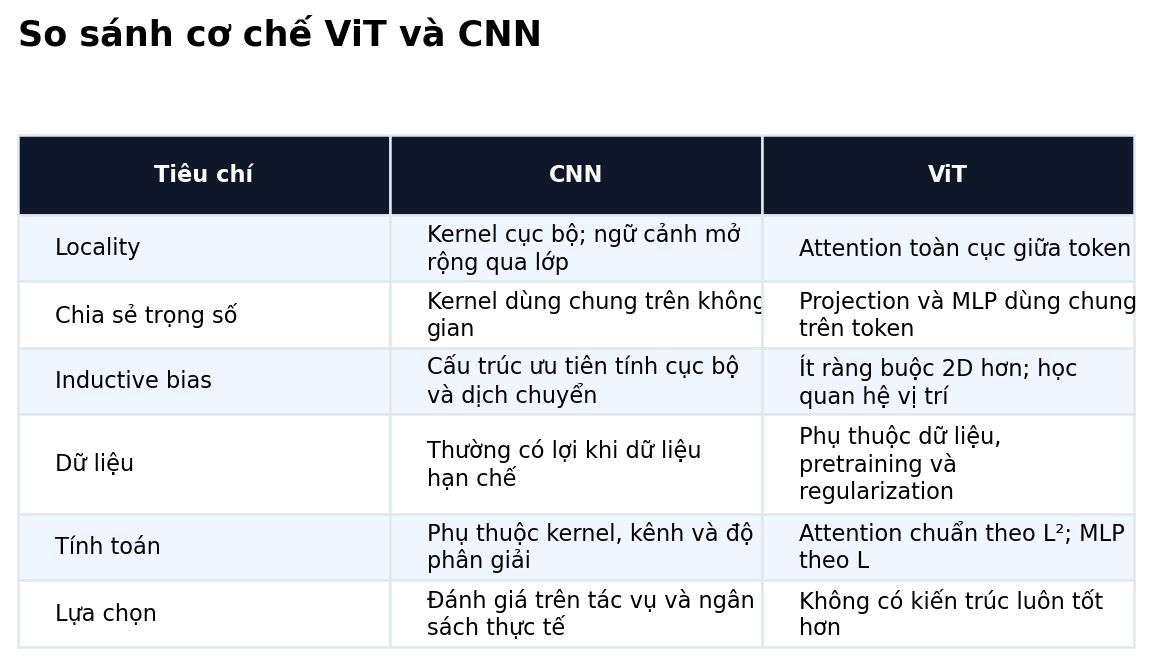 So sánh cơ chế ViT và CNN
Tiêu chí
CNN
ViT
Locality
Kernel cục bộ; ngữ cảnh mở
rộng qua lớp
Attention toàn cục giữa token
Chia sẻ trọng số
Kernel dùng chung trên không
gian
Projection và MLP dùng chung
trên token
Inductive bias
Cấu trúc ưu tiên tính cục bộ
và dịch chuyển
Ít ràng buộc 2D hơn; học
quan hệ vị trí
Dữ liệu
Thường có lợi khi dữ liệu
hạn chế
Phụ thuộc dữ liệu,
pretraining và
regularization
Tính toán
Phụ thuộc kernel, kênh và độ
phân giải
Attention chuẩn theo L²; MLP
theo L
Lựa chọn
Đánh giá trên tác vụ và ngân
sách thực tế
Không có kiến trúc luôn tốt
hơn